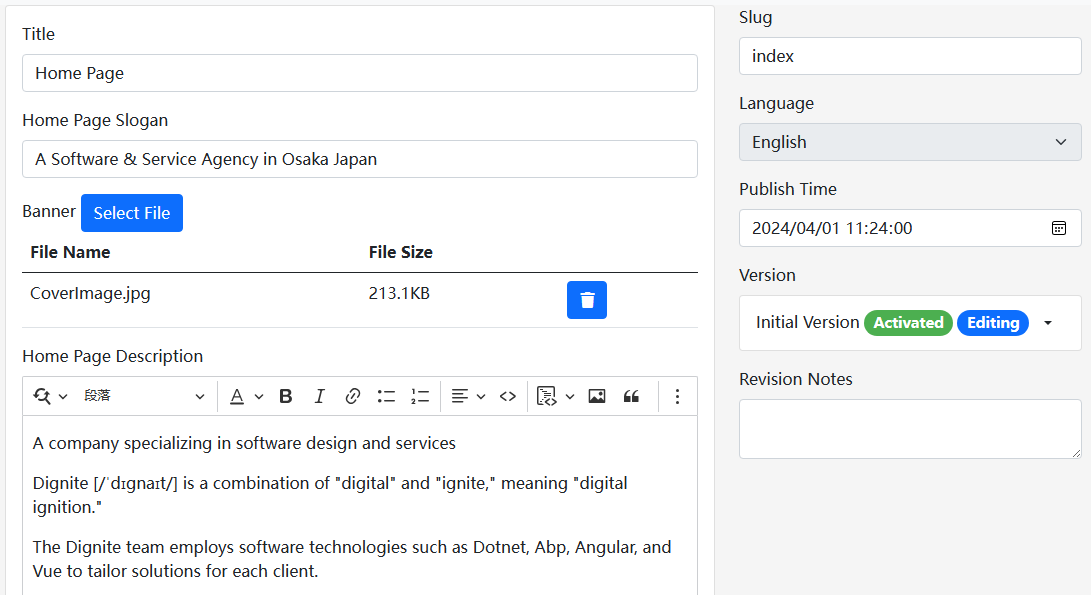 Title
Home Page
Home Page Slogan
A Software & Service Agency in Osaka Japan
Banner Select File
File Name File Size
CoverImage.jpg 213.1KB
Home Page Description
段落 A B I
A company specializing in software design and services
Dignite [/ˈdɪɡnaɪt/] is a combination of "digital" and "ignite," meaning "digital
ignition."
The Dignite team employs software technologies such as Dotnet, Abp, Angular, and
Vue to tailor solutions for each client.
Slug
index
Language
English
Publish Time
2024/04/01 11:24:00
Version
Initial Version Activated Editing
Revision Notes